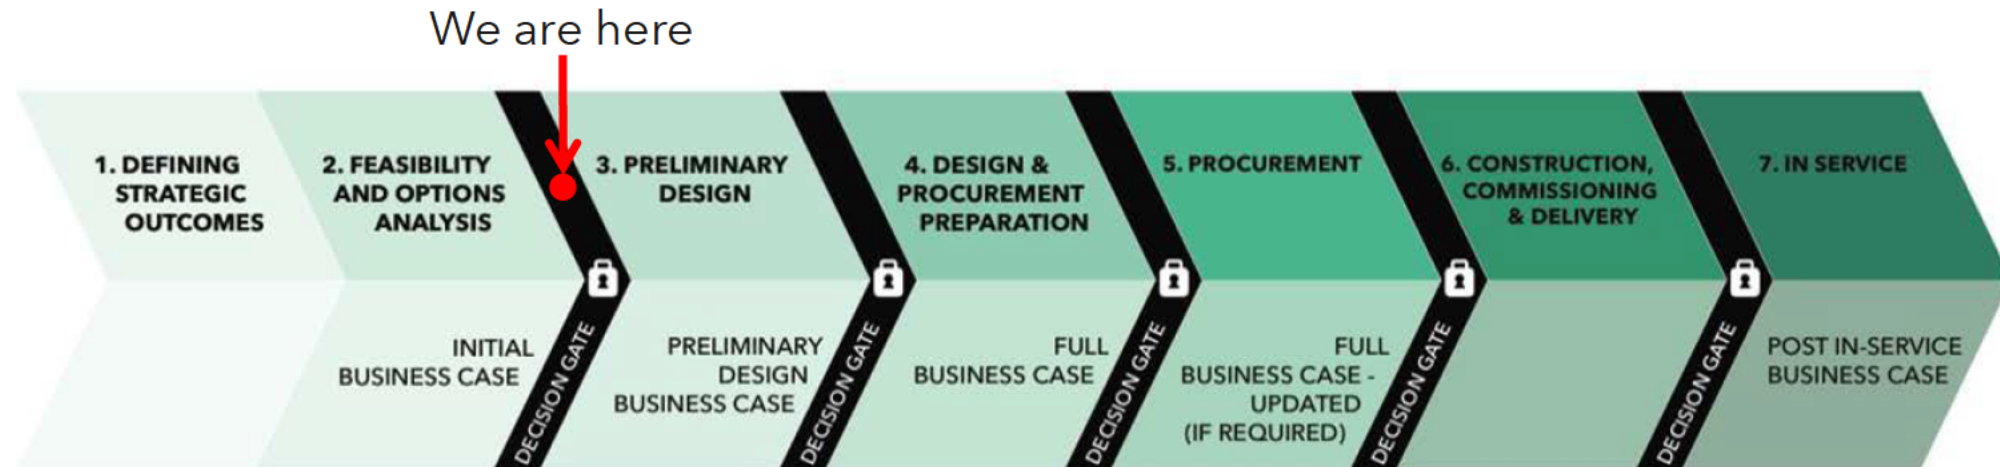 We are here
1. DEFINING
STRATEGIC
OUTCOMES
2. FEASIBILITY
AND OPTIONS
ANALYSIS
3. PRELIMINARY
DESIGN
4. DESIGN &
PROCUREMENT
PREPARATION
5. PROCUREMENT
6. CONSTRUCTION,
COMMISSIONING
& DELIVERY
7. IN SERVICE
INITIAL
BUSINESS CASE
DECISION GATE
PRELIMINARY
DESIGN
BUSINESS CASE
DECISION GATE
FULL
BUSINESS CASE
DECISION GATE
FULL
BUSINESS CASE -
UPDATED
(IF REQUIRED)
DECISION GATE
DECISION GATE
POST IN-SERVICE
BUSINESS CASE